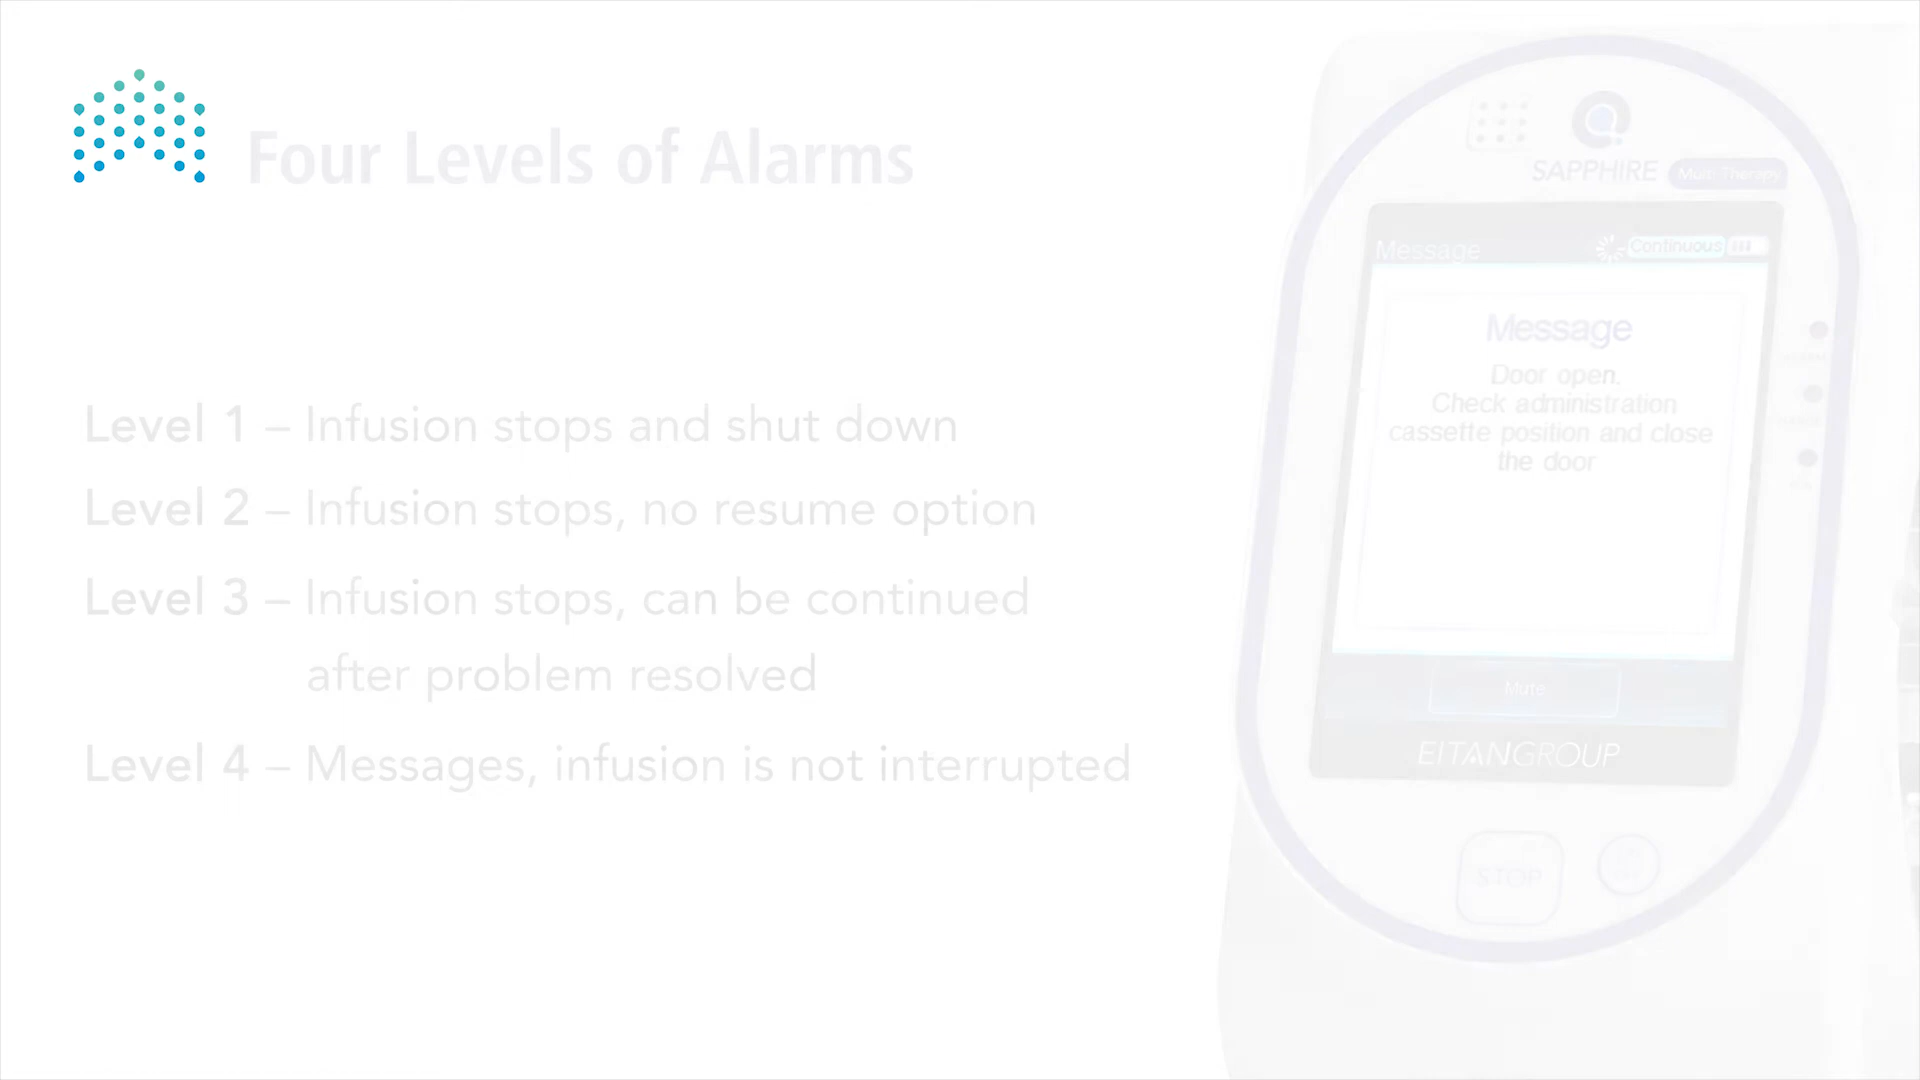 Four Levels of Alarms
Level 1 – Infusion stops and shut down
Level 2 – Infusion stops, no resume option
Level 3 – Infusion stops, can be continued
after problem resolved
Level 4 – Messages, infusion is not interrupted
SAPPHIRE Multi Therapy
Message Continuous
Message
Door open.
Check administration
cassette position and close
the door
Mute
EITANGROUP
STOP